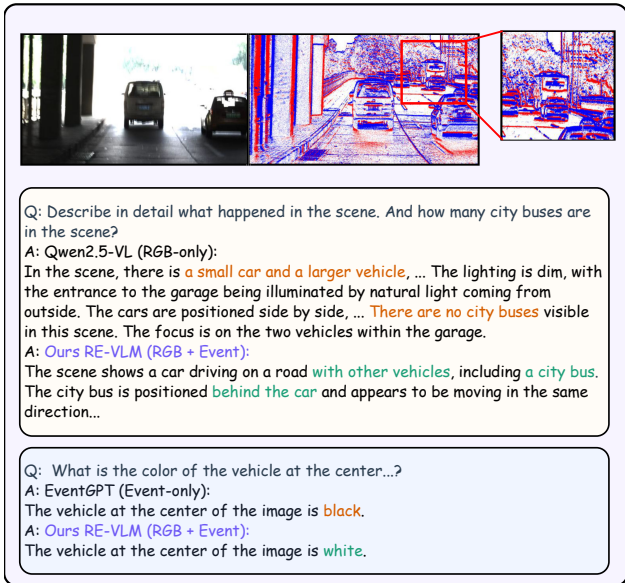 Q: Describe in detail what happened in the scene. And how many city buses are
in the scene?
A: Qwen2.5-VL (RGB-only):
In the scene, there is a small car and a larger vehicle, ... The lighting is dim, with
the entrance to the garage being illuminated by natural light coming from
outside. The cars are positioned side by side, ... There are no city buses visible
in this scene. The focus is on the two vehicles within the garage.
A: Ours RE-VLM (RGB + Event):
The scene shows a car driving on a road with other vehicles, including a city bus.
The city bus is positioned behind the car and appears to be moving in the same
direction...
Q: What is the color of the vehicle at the center...?
A: EventGPT (Event-only):
The vehicle at the center of the image is black.
A: Ours RE-VLM (RGB + Event):
The vehicle at the center of the image is white.